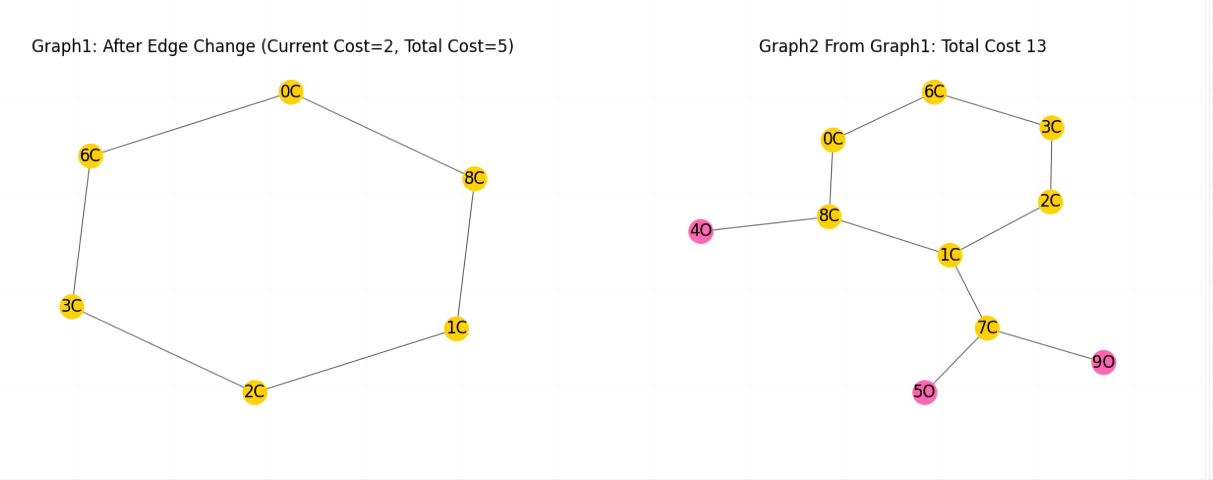 Graph1: After Edge Change (Current Cost=2, Total Cost=5)
0C
6C
8C
3C
1C
2C
Graph2 From Graph1: Total Cost 13
6C
3C
0C
2C
8C
4O
1C
7C
9O
5O